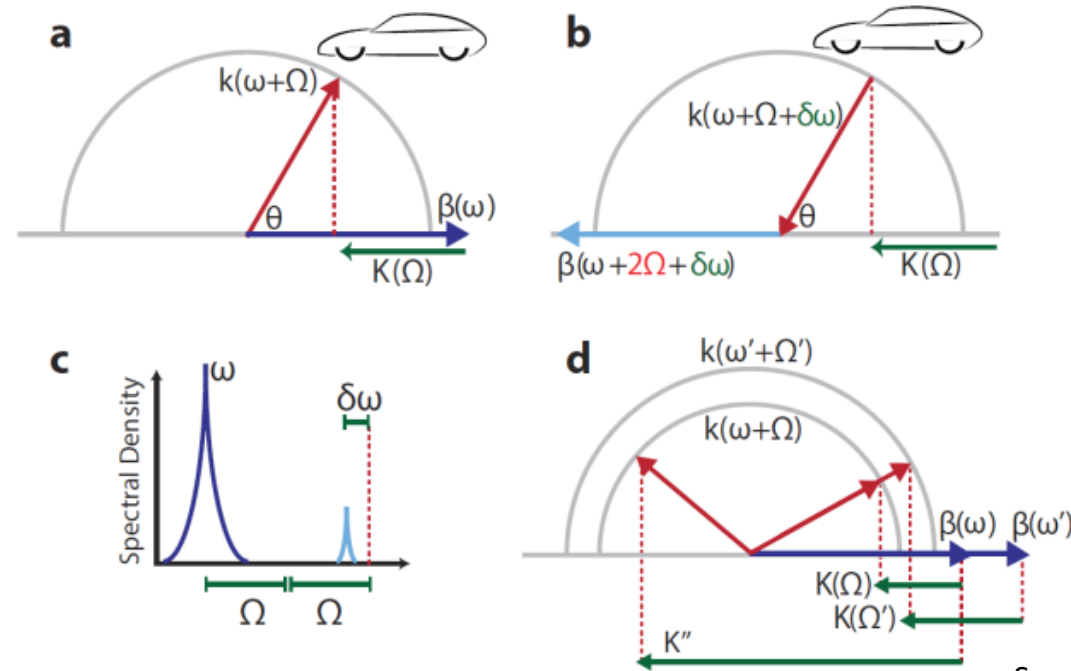 a
k(ω+Ω)
θ
β(ω)
K(Ω)
b
k(ω+Ω+δω)
θ
β(ω+2Ω+δω)
K(Ω)
c
Spectral Density
ω
δω
Ω
Ω
d
k(ω'+Ω')
k(ω+Ω)
β(ω)
β(ω')
K(Ω)
K(Ω')
K"